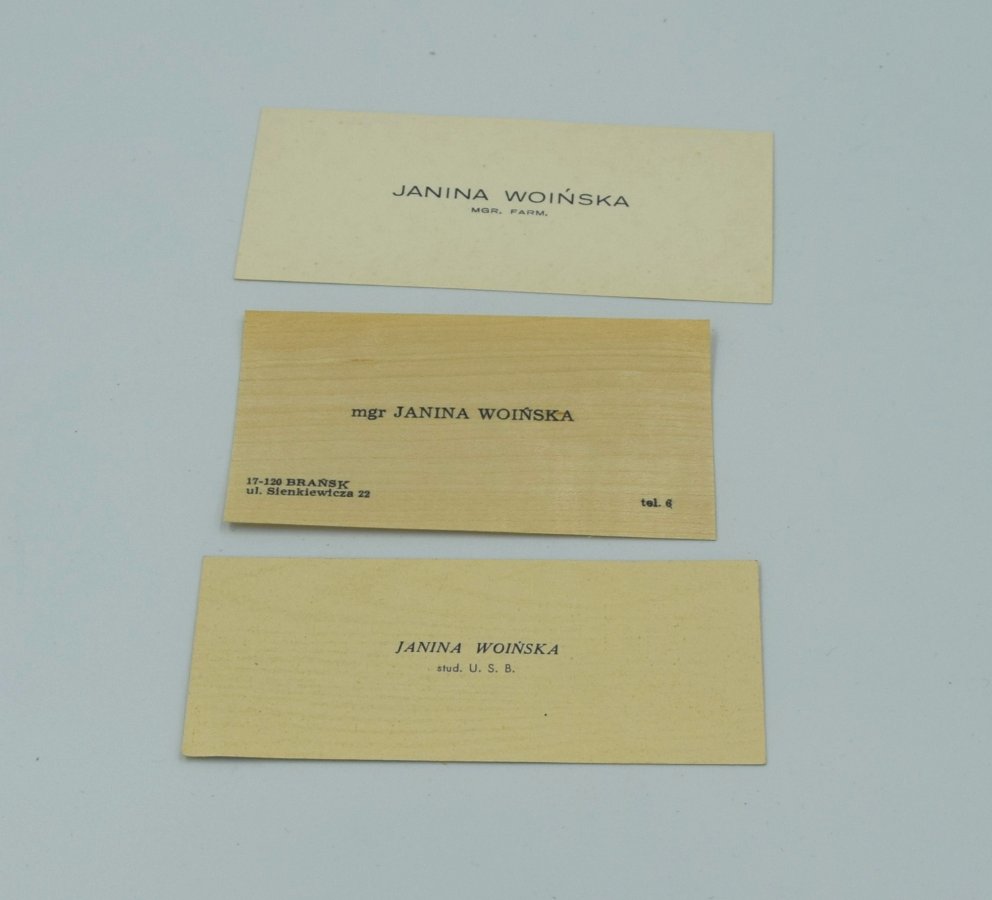 JANINA WOIŃSKA
MGR. FARM.
mgr JANINA WOIŃSKA
17-120 BRAŃSK
ul. Sienkiewicza 22
tel. 6
JANINA WOIŃSKA
stud. U. S. B.